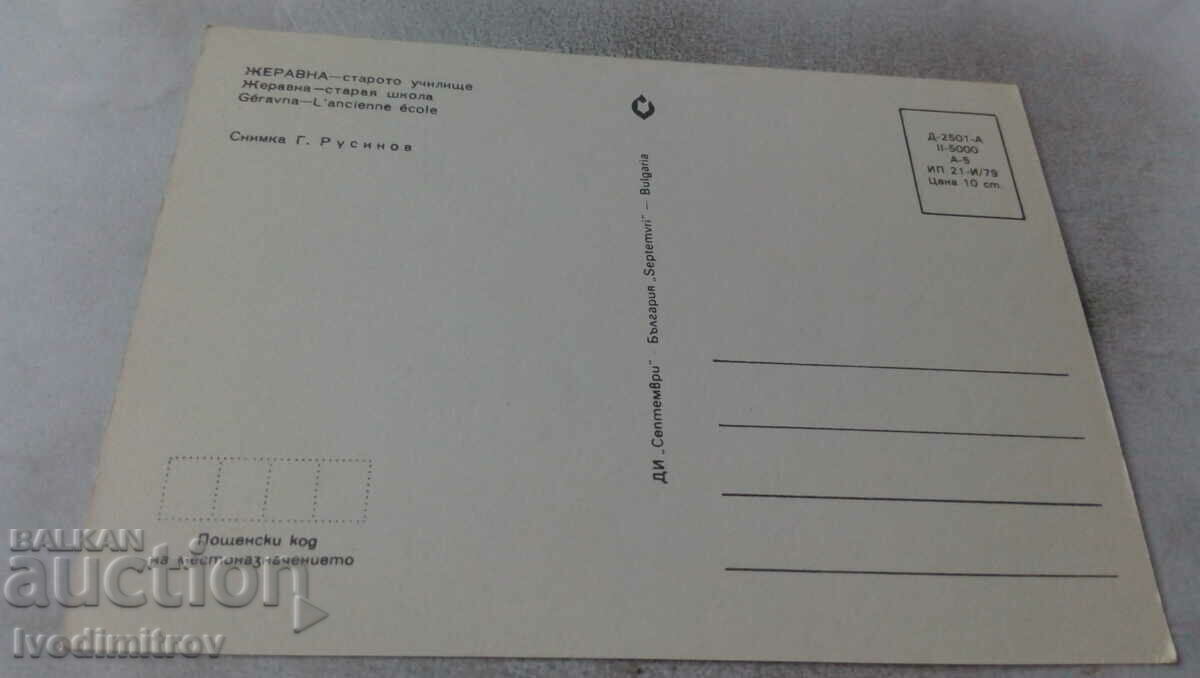 ЖЕРАВНА—старото училище
Жеравна—старая школа
Géravna—L'ancienne école
Снимка Г. Русинов
ДИ „Септември" · България „Septemvri" — Bulgaria
Д-2501-А
II-5000
А-5
ИП 21-И/79
Цена 10 ст.
Пощенски код
на местоназначението
BALKAN
auction
Ivodimitrov